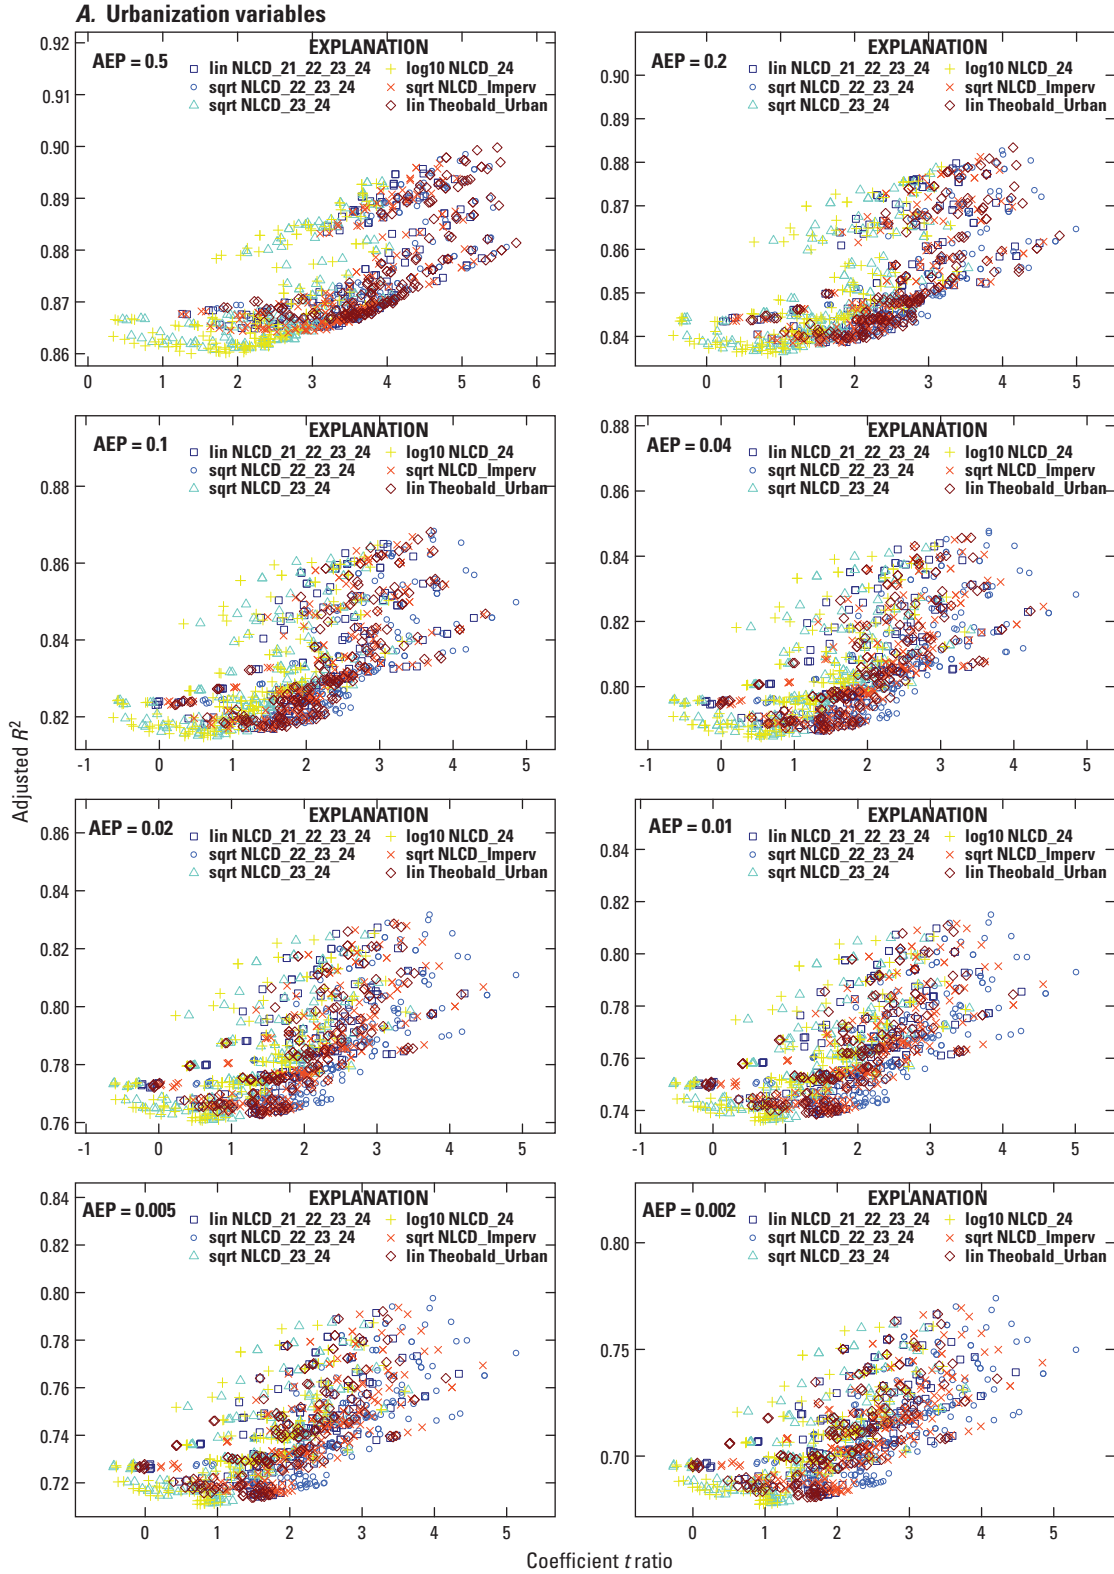 A. Urbanization variables
EXPLANATION
AEP = 0.5
lin NLCD_21_22_23_24
log10 NLCD_24
sqrt NLCD_22_23_24
sqrt NLCD_Imperv
sqrt NLCD_23_24
lin Theobald_Urban
0.92
0.91
0.90
0.89
0.88
0.87
0.86
0 1 2 3 4 5 6
EXPLANATION
AEP = 0.2
lin NLCD_21_22_23_24
log10 NLCD_24
sqrt NLCD_22_23_24
sqrt NLCD_Imperv
sqrt NLCD_23_24
lin Theobald_Urban
0.90
0.89
0.88
0.87
0.86
0.85
0.84
0 1 2 3 4 5
EXPLANATION
AEP = 0.1
lin NLCD_21_22_23_24
log10 NLCD_24
sqrt NLCD_22_23_24
sqrt NLCD_Imperv
sqrt NLCD_23_24
lin Theobald_Urban
0.88
0.86
0.84
0.82
-1 0 1 2 3 4 5
EXPLANATION
AEP = 0.04
lin NLCD_21_22_23_24
log10 NLCD_24
sqrt NLCD_22_23_24
sqrt NLCD_Imperv
sqrt NLCD_23_24
lin Theobald_Urban
0.88
0.86
0.84
0.82
0.80
-1 0 1 2 3 4 5
Adjusted R2
EXPLANATION
AEP = 0.02
lin NLCD_21_22_23_24
log10 NLCD_24
sqrt NLCD_22_23_24
sqrt NLCD_Imperv
sqrt NLCD_23_24
lin Theobald_Urban
0.86
0.84
0.82
0.80
0.78
0.76
-1 0 1 2 3 4 5
EXPLANATION
AEP = 0.01
lin NLCD_21_22_23_24
log10 NLCD_24
sqrt NLCD_22_23_24
sqrt NLCD_Imperv
sqrt NLCD_23_24
lin Theobald_Urban
0.84
0.82
0.80
0.78
0.76
0.74
-1 0 1 2 3 4 5
EXPLANATION
AEP = 0.005
lin NLCD_21_22_23_24
log10 NLCD_24
sqrt NLCD_22_23_24
sqrt NLCD_Imperv
sqrt NLCD_23_24
lin Theobald_Urban
0.84
0.82
0.80
0.78
0.76
0.74
0.72
0 1 2 3 4 5
EXPLANATION
AEP = 0.002
lin NLCD_21_22_23_24
log10 NLCD_24
sqrt NLCD_22_23_24
sqrt NLCD_Imperv
sqrt NLCD_23_24
lin Theobald_Urban
0.80
0.75
0.70
0 1 2 3 4 5
Coefficient t ratio